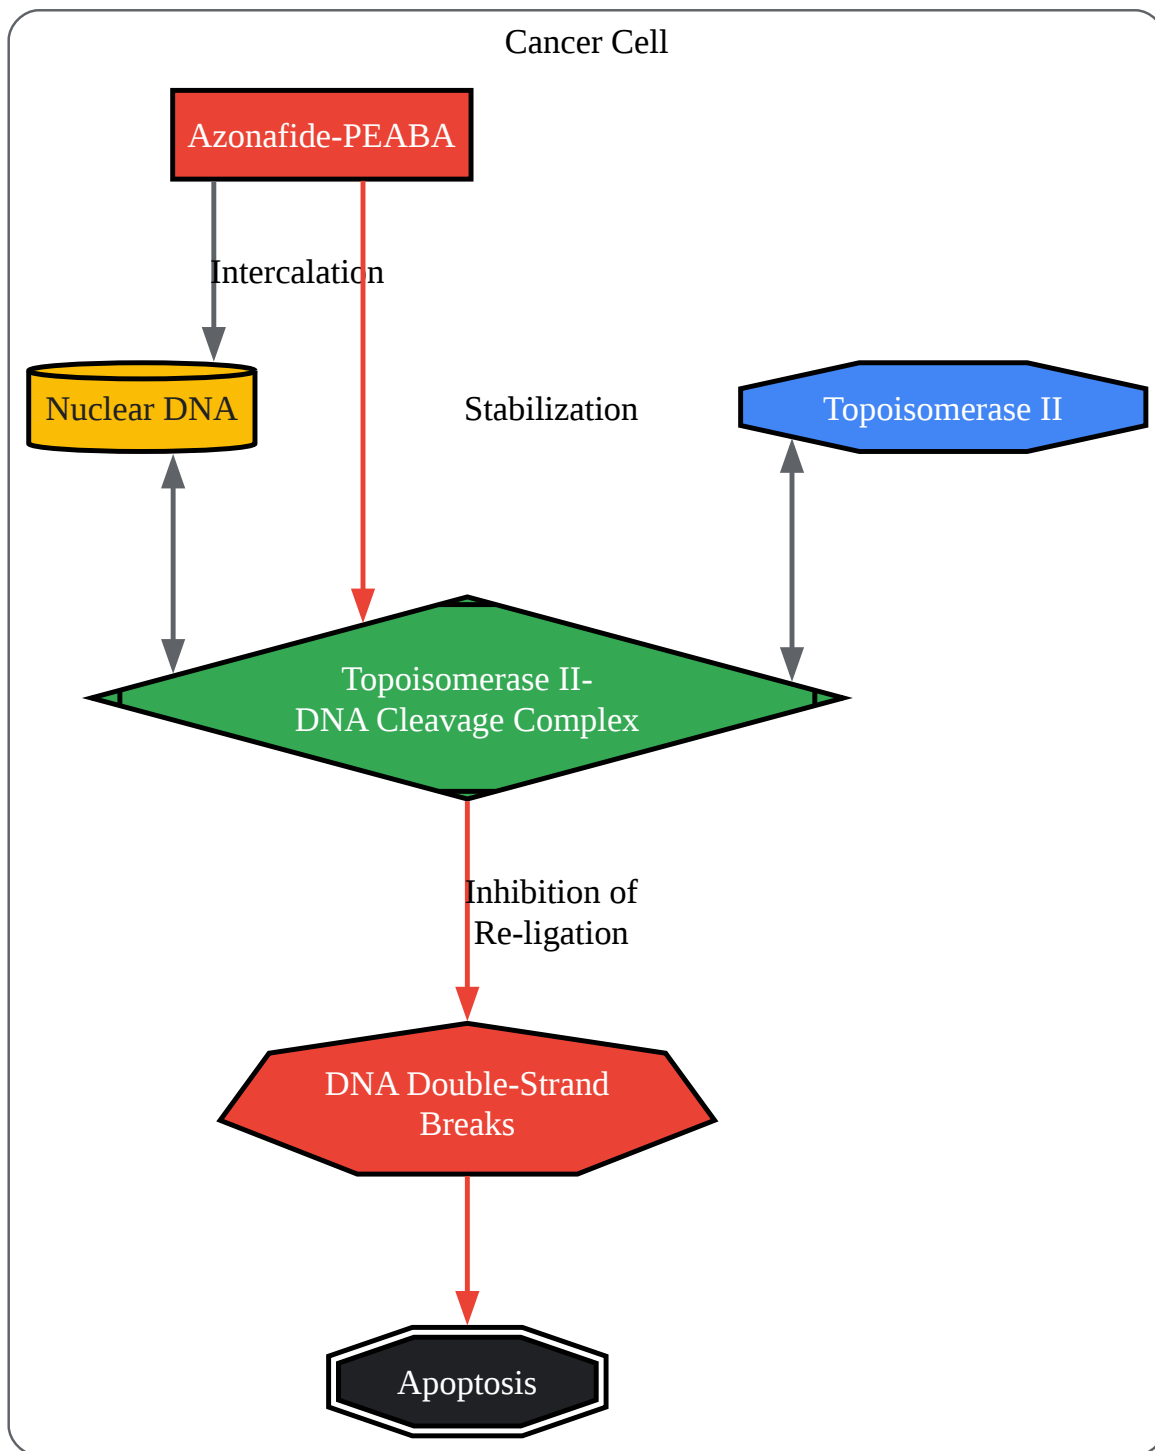 Cancer Cell
Azonafide-PEABA
Intercalation
Nuclear DNA
Stabilization
Topoisomerase II
Topoisomerase II-
DNA Cleavage Complex
Inhibition of
Re-ligation
DNA Double-Strand
Breaks
Apoptosis